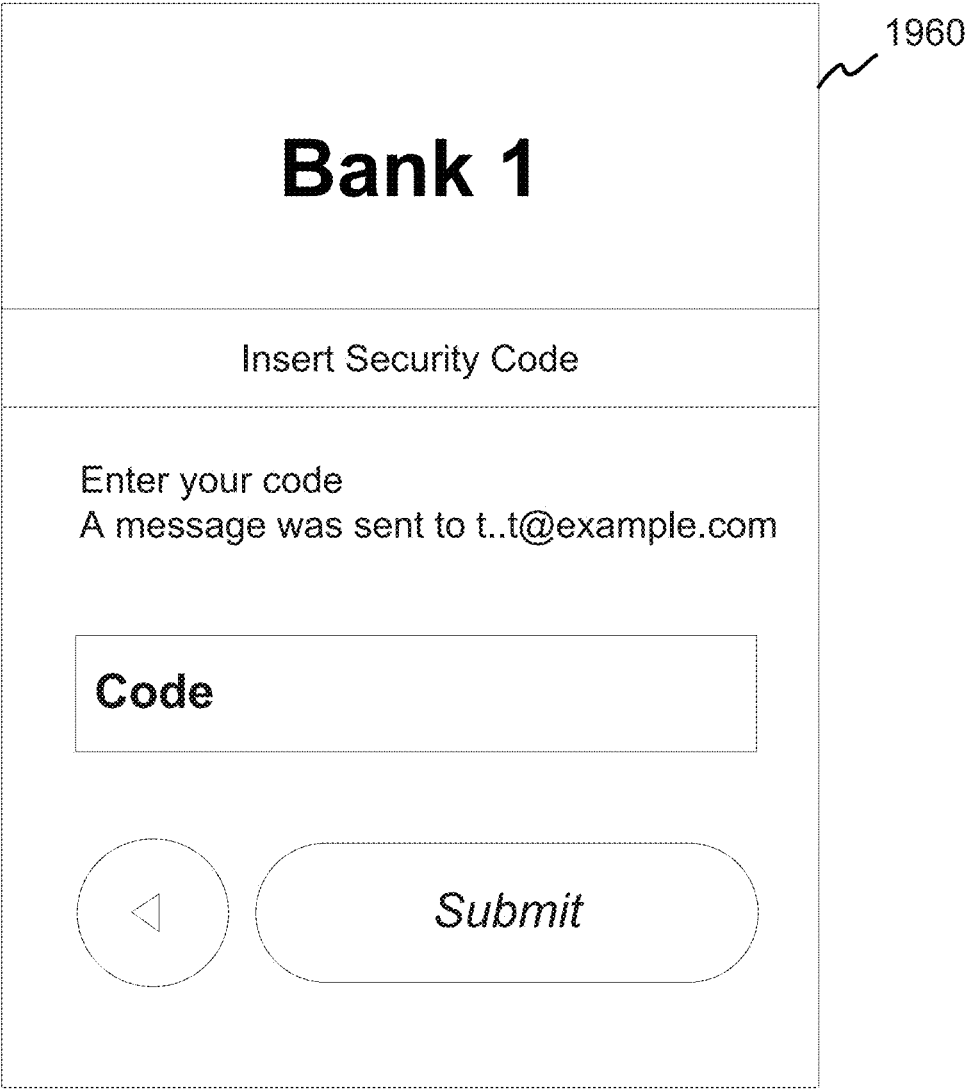 1960
Bank 1
Insert Security Code
Enter your code
A message was sent to t..t@example.com
Code
Submit